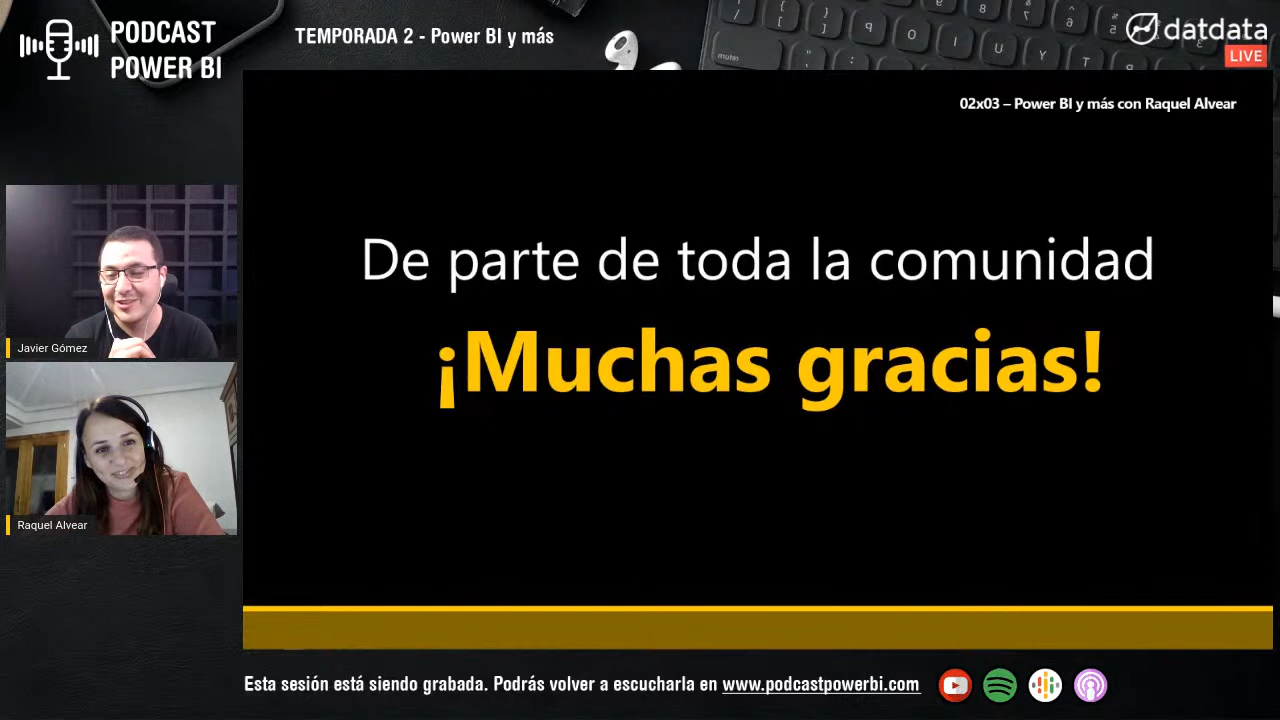 PODCAST
POWER BI
TEMPORADA 2 - Power BI y más
datdata
LIVE
02x03 – Power BI y más con Raquel Alvear
De parte de toda la comunidad
¡Muchas gracias!
Javier Gómez
Raquel Alvear
Esta sesión está siendo grabada. Podrás volver a escucharla en www.podcastpowerbi.com